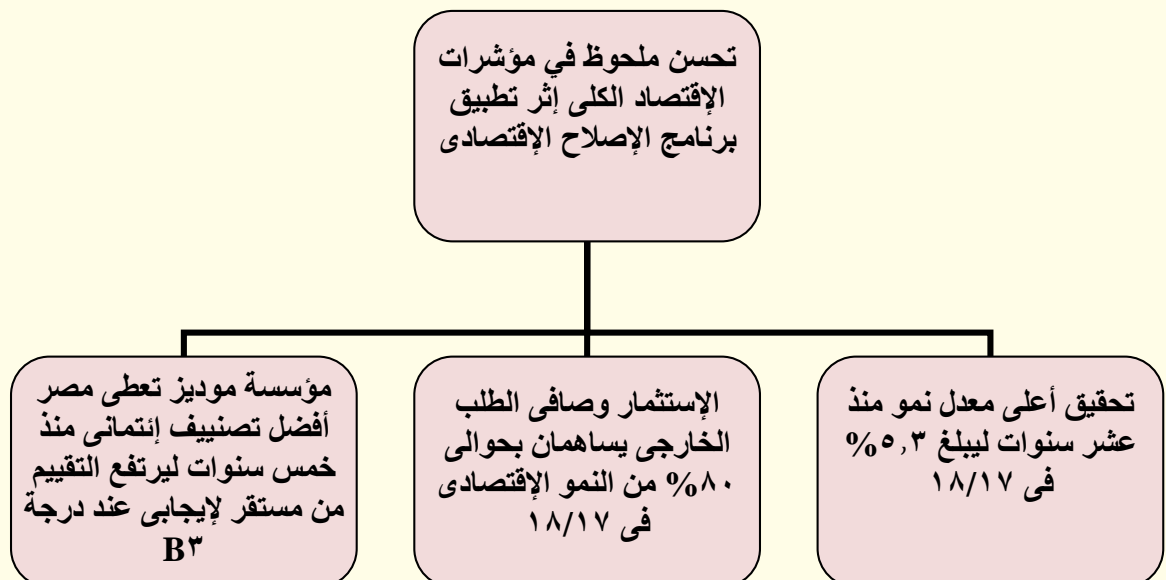 تحسن ملحوظ في مؤشرات
الإقتصاد الكلى إثر تطبيق
برنامج الإصلاح الإقتصادى
تحقيق أعلى معدل نمو منذ
عشر سنوات ليبلغ ٥,٣%
فى ١٨/١٧
الإستثمار وصافى الطلب
الخارجى يساهمان بحوالى
٨٠% من النمو الإقتصادى
فى ١٨/١٧
مؤسسة موديز تعطى مصر
أفضل تصنييف إئتمانى منذ
خمس سنوات ليرتفع التقييم
من مستقر لإيجابى عند درجة
B٣